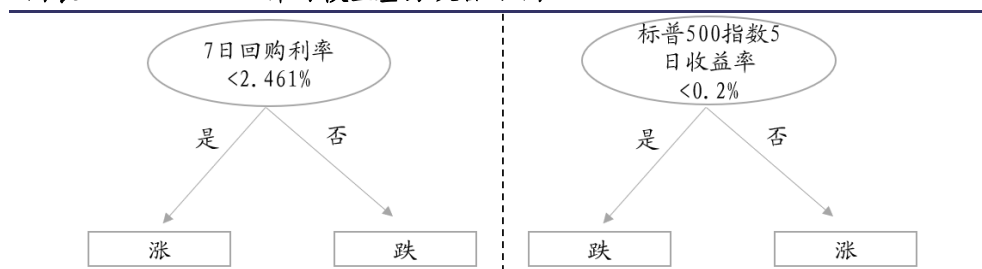 7日回购利率
<2.461%
是
否
涨
跌
标普500指数5
日收益率
<0.2%
是
否
跌
涨